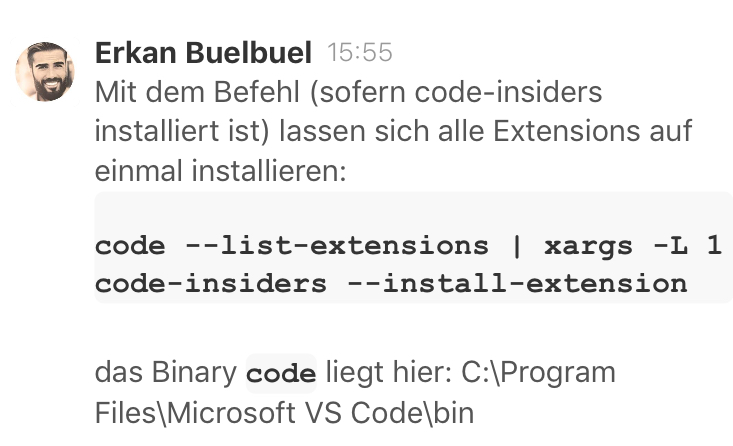 Erkan Buelbuel 15:55
Mit dem Befehl (sofern code-insiders
installiert ist) lassen sich alle Extensions auf
einmal installieren:
code --list-extensions | xargs -L 1
code-insiders --install-extension
das Binary code liegt hier: C:\Program
Files\Microsoft VS Code\bin